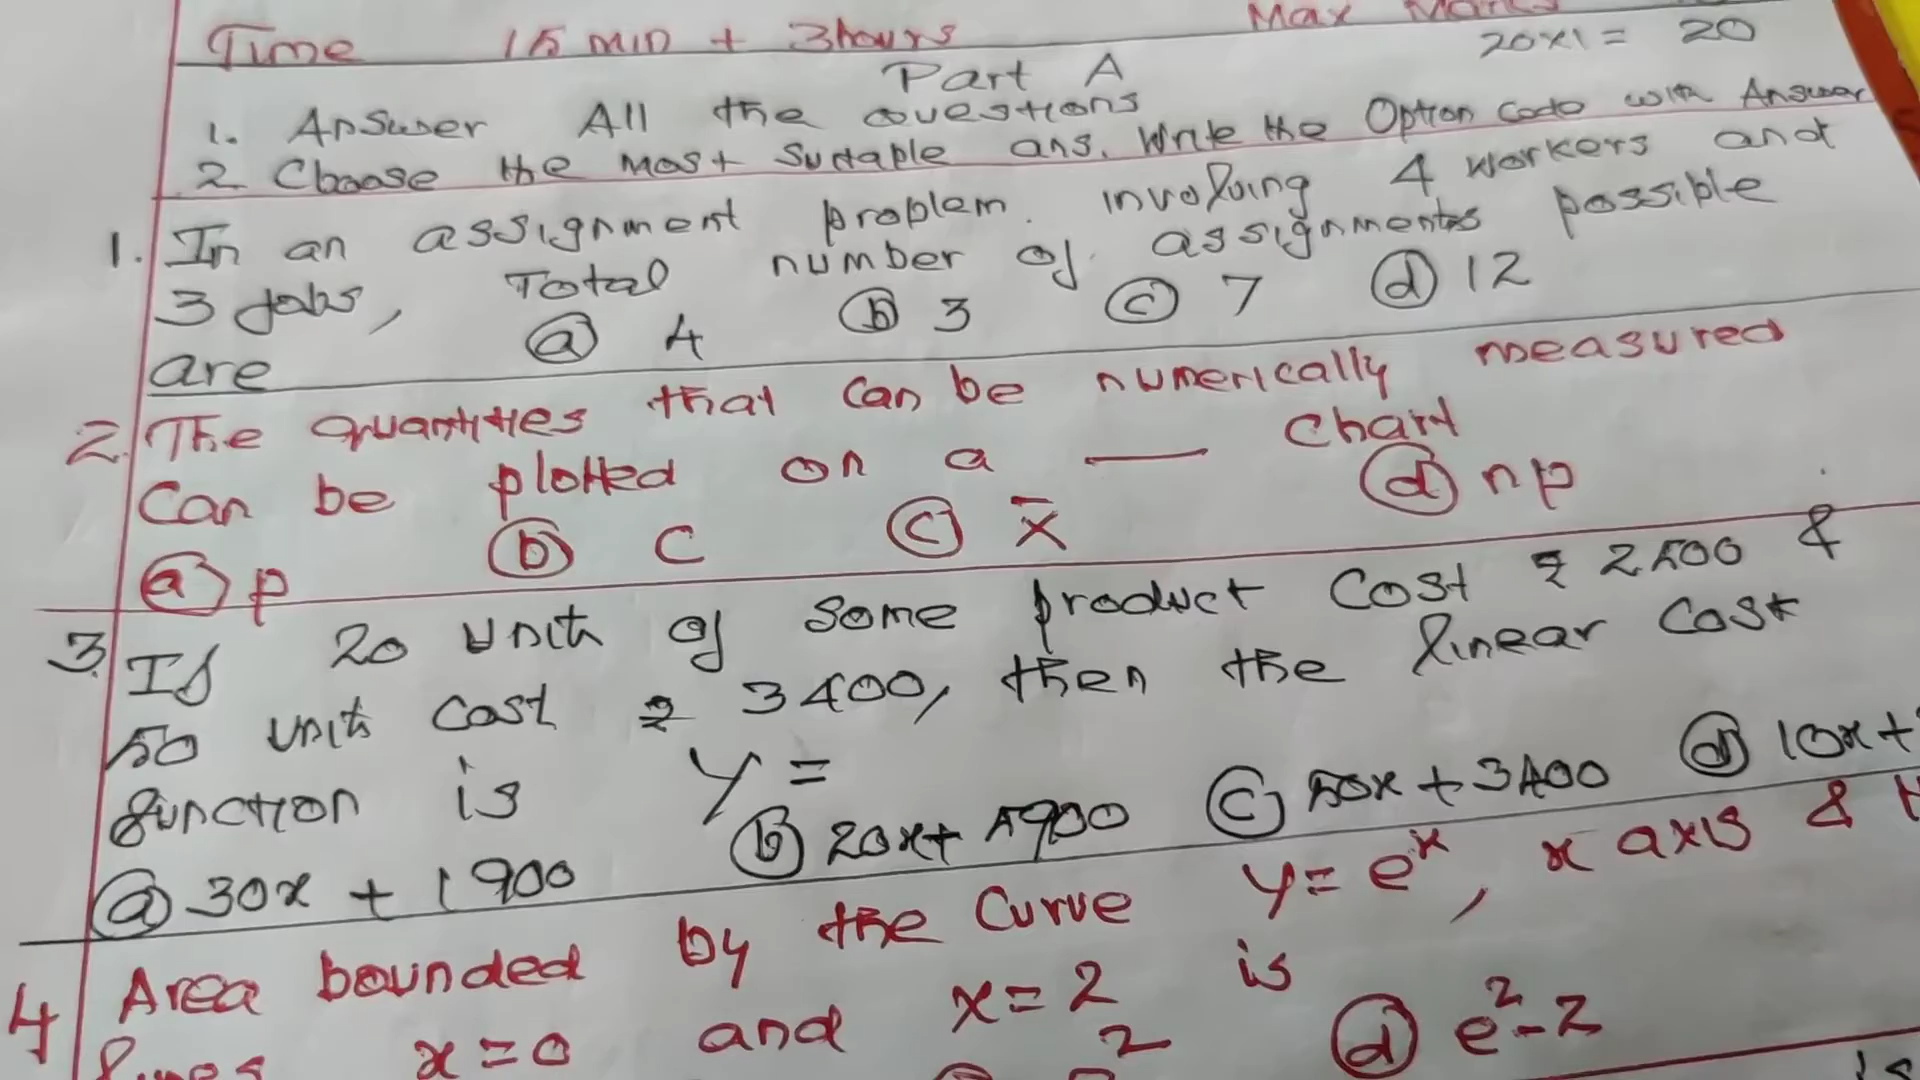 Time 15 min + 3hours Max Marks
20x1 = 20
Part A
1. Answer All the questions
2 Choose the most Suitable ans. Write the Option Code with Answer
1. In an assignment problem involving 4 workers and
3 jobs, Total number of assignments possible
are ⓐ 4 ⓑ 3 ⓒ 7 ⓓ 12
2. The quantities that can be numerically measured
can be plotted on a — Chart
ⓐ p ⓑ c ⓒ x̄ ⓓ np
3. If 20 units of some product cost ₹ 2500 &
50 units cost ₹ 3400, then the linear cost
function is y =
ⓐ 30x + 1900 ⓑ 20x + 5900 ⓒ 50x + 3400 ⓓ 10x +
4 Area bounded by the curve y = eˣ, x axis &
lines x = 0 and x = 2 is
2 ⓓ e² - 2
is